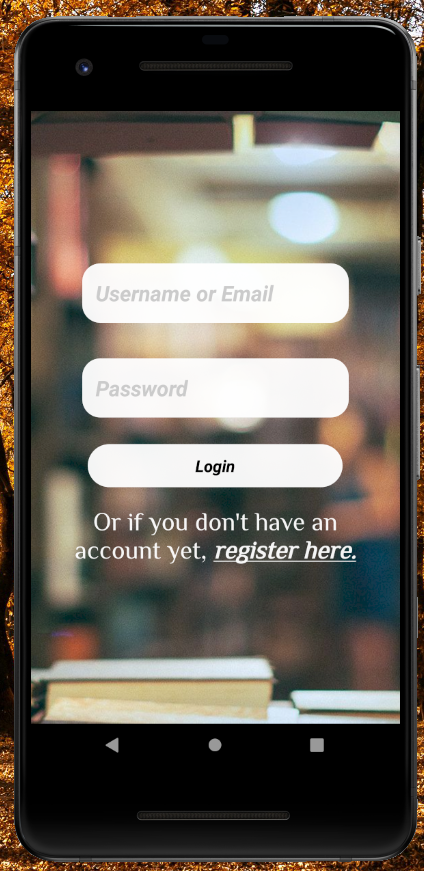 Username or Email
Password
Login
Or if you don't have an
account yet, register here.